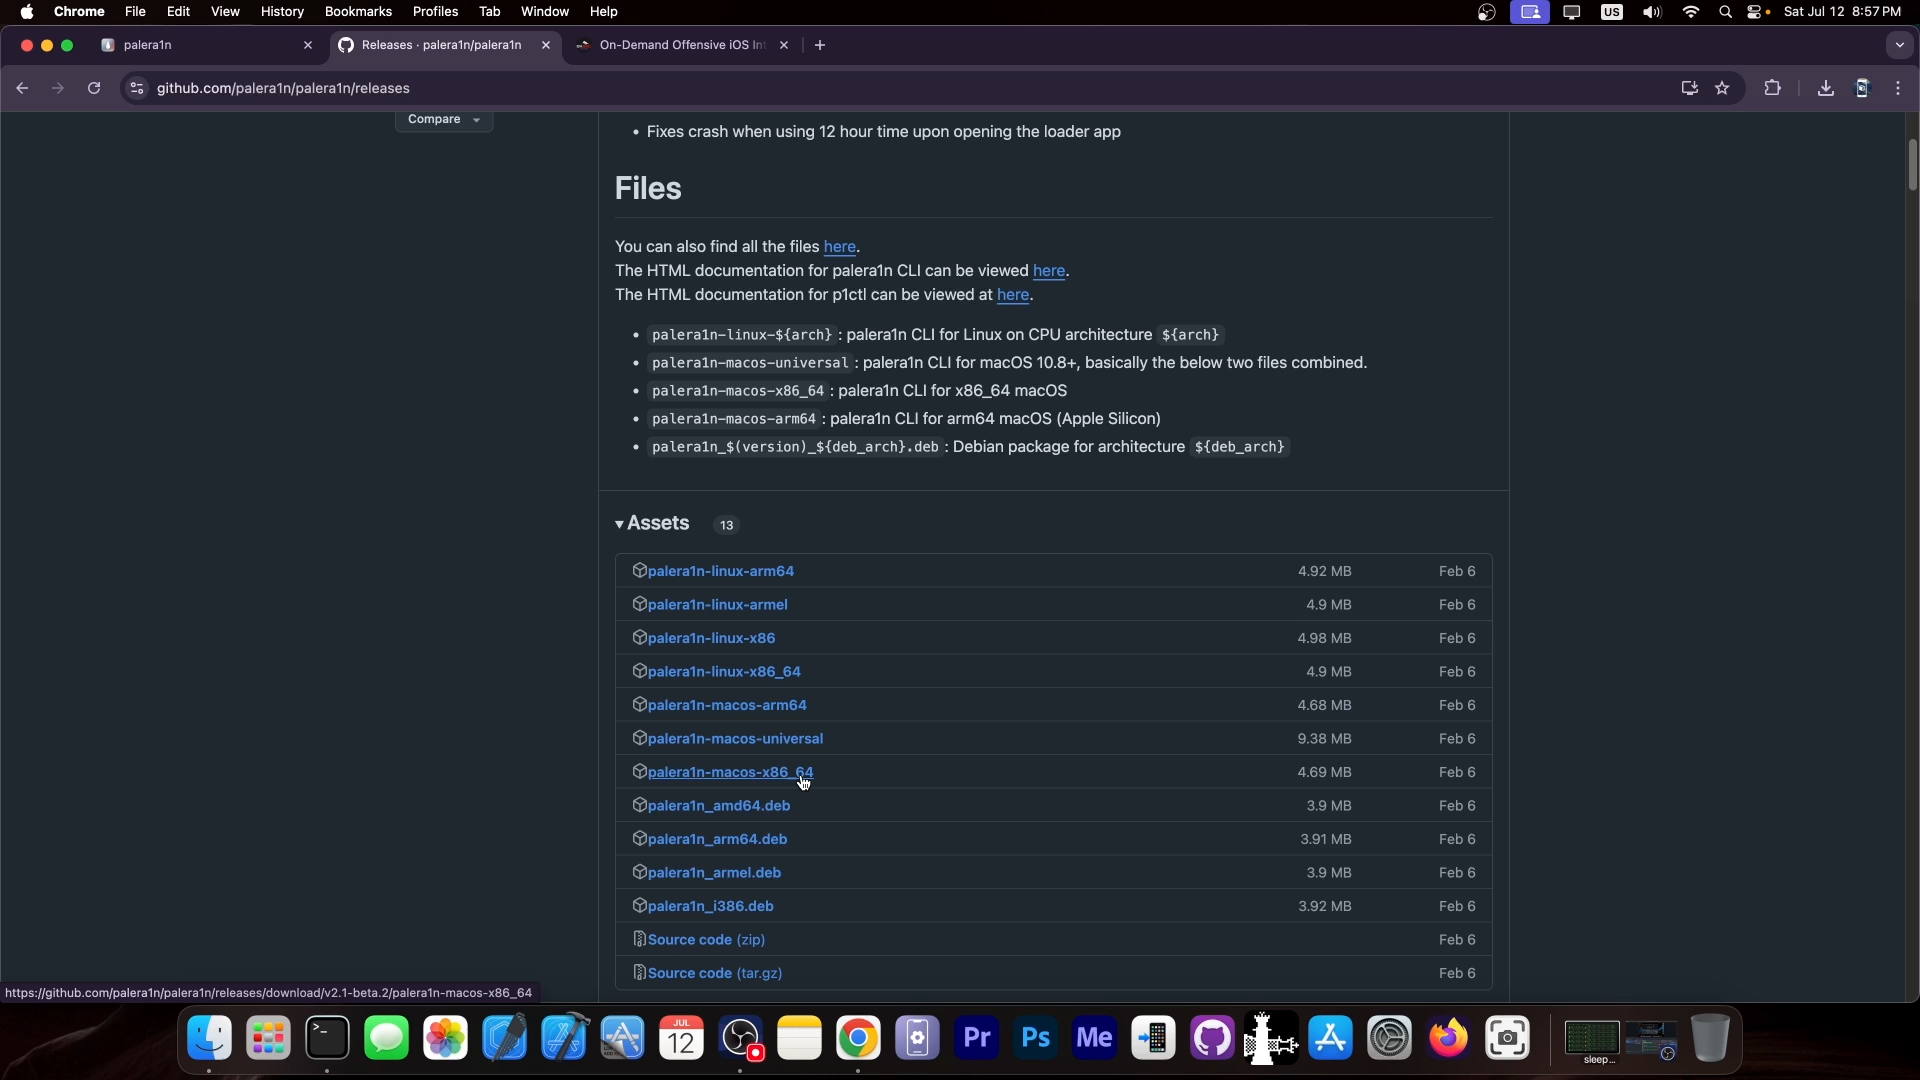 Chrome File Edit View History Bookmarks Profiles Tab Window Help US Sat Jul 12 8:57 PM
palera1n Releases · palera1n/palera1n On-Demand Offensive iOS Int
github.com/palera1n/palera1n/releases
Compare
• Fixes crash when using 12 hour time upon opening the loader app
Files
You can also find all the files here.
The HTML documentation for palera1n CLI can be viewed here.
The HTML documentation for p1ctl can be viewed at here.
• palera1n-linux-${arch} : palera1n CLI for Linux on CPU architecture ${arch}
• palera1n-macos-universal : palera1n CLI for macOS 10.8+, basically the below two files combined.
• palera1n-macos-x86_64 : palera1n CLI for x86_64 macOS
• palera1n-macos-arm64 : palera1n CLI for arm64 macOS (Apple Silicon)
• palera1n_$(version)_${deb_arch}.deb : Debian package for architecture ${deb_arch}
Assets 13
palera1n-linux-arm64 4.92 MB Feb 6
palera1n-linux-armel 4.9 MB Feb 6
palera1n-linux-x86 4.98 MB Feb 6
palera1n-linux-x86_64 4.9 MB Feb 6
palera1n-macos-arm64 4.68 MB Feb 6
palera1n-macos-universal 9.38 MB Feb 6
palera1n-macos-x86_64 4.69 MB Feb 6
palera1n_amd64.deb 3.9 MB Feb 6
palera1n_arm64.deb 3.91 MB Feb 6
palera1n_armel.deb 3.9 MB Feb 6
palera1n_i386.deb 3.92 MB Feb 6
Source code (zip) Feb 6
Source code (tar.gz) Feb 6
https://github.com/palera1n/palera1n/releases/download/v2.1-beta.2/palera1n-macos-x86_64
JUL
12 Pr Ps Me
sleep...